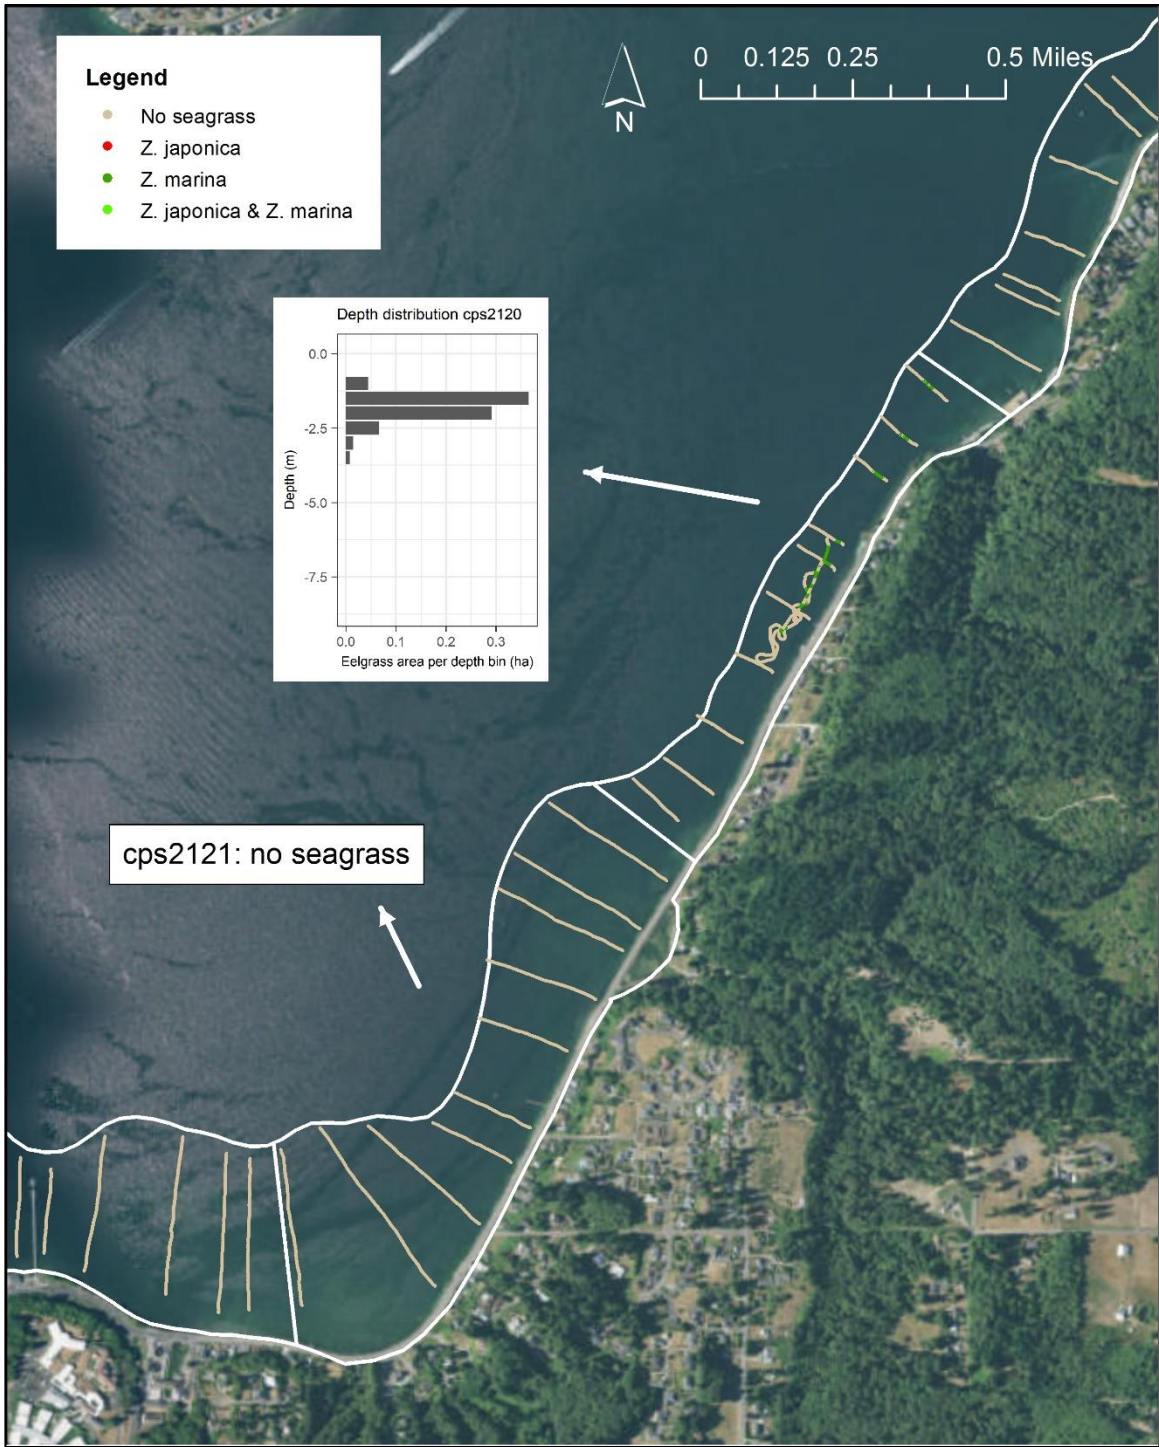 Legend
No seagrass
Z. japonica
Z. marina
Z. japonica & Z. marina
N
0 0.125 0.25 0.5 Miles
Depth distribution cps2120
0.0
-2.5
-5.0
-7.5
Depth (m)
0.0 0.1 0.2 0.3
Eelgrass area per depth bin (ha)
cps2121: no seagrass